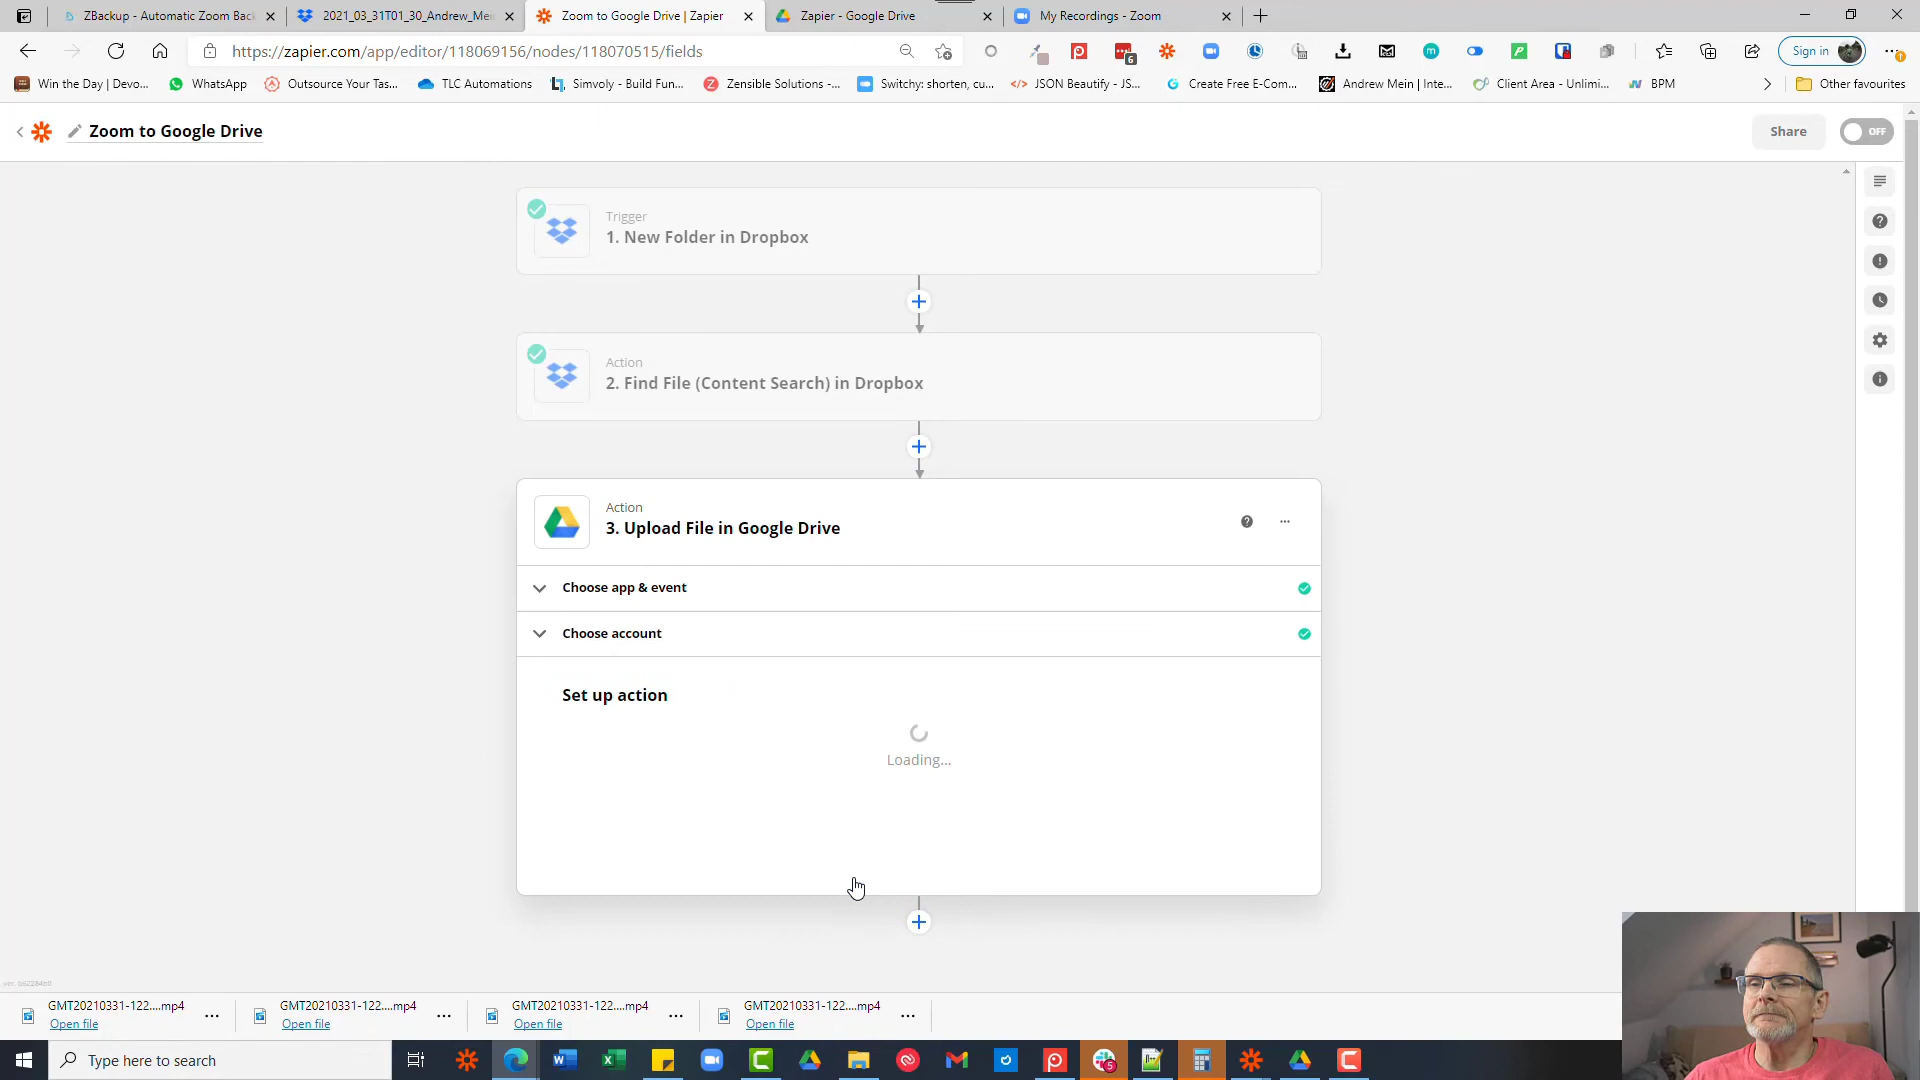 ZBackup - Automatic Zoom Back
2021_03_31T01_30_Andrew_Mei
Zoom to Google Drive | Zapier
Zapier - Google Drive
My Recordings - Zoom
https://zapier.com/app/editor/118069156/nodes/118070515/fields
6
Sign in
Win the Day | Devo...
WhatsApp
Outsource Your Tas...
TLC Automations
Simvoly - Build Fun...
Zensible Solutions -...
Switchy: shorten, cu...
JSON Beautify - JS...
Create Free E-Com...
Andrew Mein | Inte...
Client Area - Unlimi...
BPM
Other favourites
Zoom to Google Drive
Share
OFF
Trigger
1. New Folder in Dropbox
Action
2. Find File (Content Search) in Dropbox
Action
3. Upload File in Google Drive
Choose app & event
Choose account
Set up action
Loading...
GMT20210331-122....mp4
Open file
GMT20210331-122....mp4
Open file
GMT20210331-122....mp4
Open file
GMT20210331-122....mp4
Open file
Type here to search
5